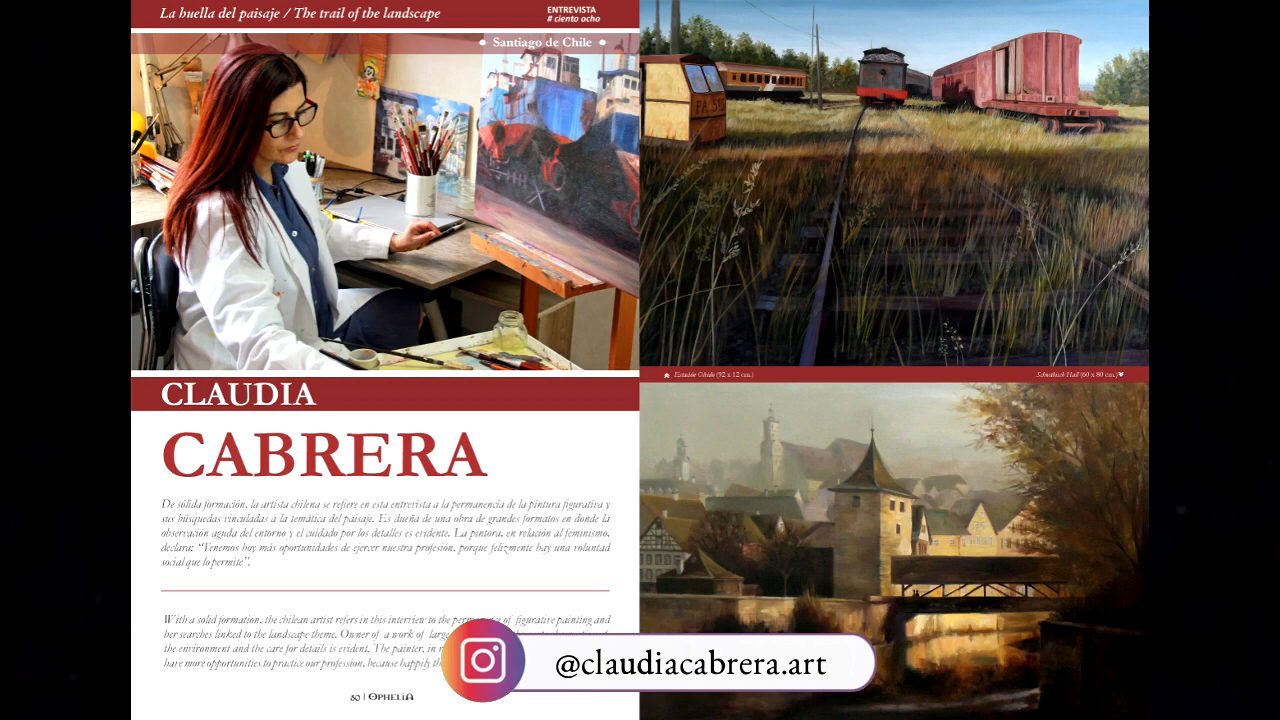 La huella del paisaje / The trail of the landscape
ENTREVISTA
# ciento ocho
Santiago de Chile
CLAUDIA
CABRERA
De sólida formación, la artista chilena se refiere en esta entrevista a la permanencia de la pintura figurativa y
sus búsquedas vinculadas a la temática del paisaje. Es dueña de una obra de grandes formatos en donde la
observación aguda del entorno y el cuidado por los detalles es evidente. La pintora, en relación al feminismo,
declara: “Tenemos hoy más oportunidades de ejercer nuestra profesión, porque felizmente hay una voluntad
social que lo permite”.
With a solid formation, the chilean artist refers in this interview to the of figurative painting and
her searches linked to the landscape theme. Owner of a work of
the environment and the care for details is evident. The painter, in
have more opportunities to practice our profession, because happily
80 | OPHELIA
Estación Olvido (92 x 12 cm.)
Schwäbisch Hall (60 x 80 cm.)
@claudiacabrera.art